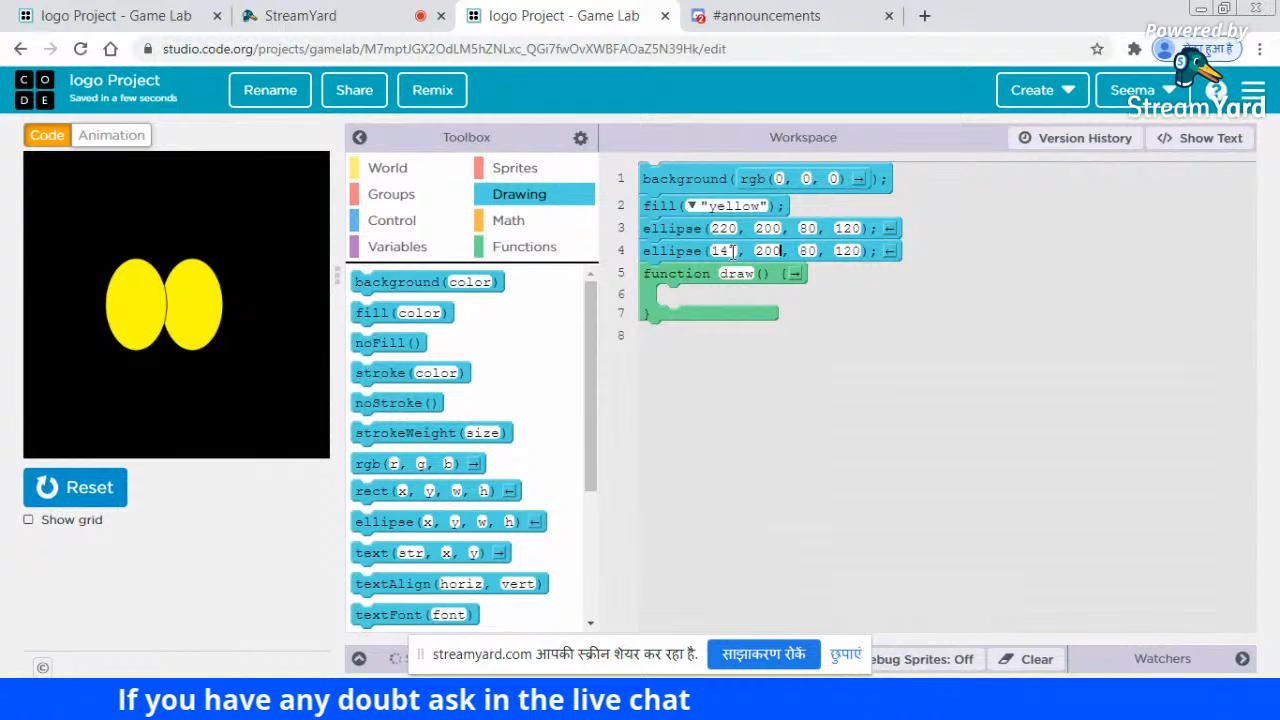 logo Project - Game Lab
StreamYard
logo Project - Game Lab
#announcements
studio.code.org/projects/gamelab/M7mptJGX2OdLM5hZNLxc_QGi7fwOvXWBFAOaZ5N39Hk/edit
Powered by
StreamYard
C O
D E
logo Project
Saved in a few seconds
Rename
Share
Remix
Create
Seema
Code
Animation
Toolbox
Workspace
Version History
</> Show Text
World
Sprites
Groups
Drawing
Control
Math
Variables
Functions
background(color)
fill(color)
noFill()
stroke(color)
noStroke()
strokeWeight(size)
rgb(r, g, b)
rect(x, y, w, h)
ellipse(x, y, w, h)
text(str, x, y)
textAlign(horiz, vert)
textFont(font)
1 background(rgb(0, 0, 0));
2 fill("yellow");
3 ellipse(220, 200, 80, 120);
4 ellipse(14 , 200, 80, 120);
5 function draw() {
6
7 }
8
Reset
Show grid
©
streamyard.com आपकी स्क्रीन शेयर कर रहा है.
साझाकरण रोकें
छुपाएं
ebug Sprites: Off
Clear
Watchers
If you have any doubt ask in the live chat